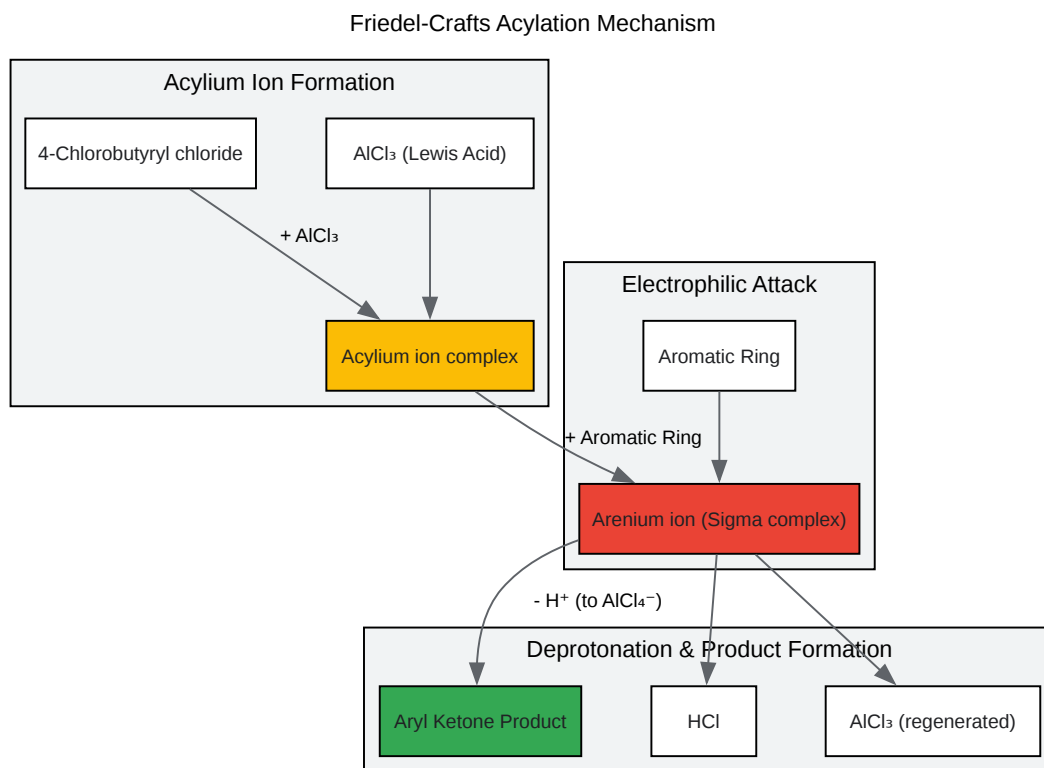 Friedel-Crafts Acylation Mechanism
Acylium Ion Formation
4-Chlorobutyryl chloride
AlCl₃ (Lewis Acid)
+ AlCl₃
Acylium ion complex
Electrophilic Attack
Aromatic Ring
+ Aromatic Ring
Arenium ion (Sigma complex)
- H⁺ (to AlCl₄⁻)
Deprotonation & Product Formation
Aryl Ketone Product
HCl
AlCl₃ (regenerated)